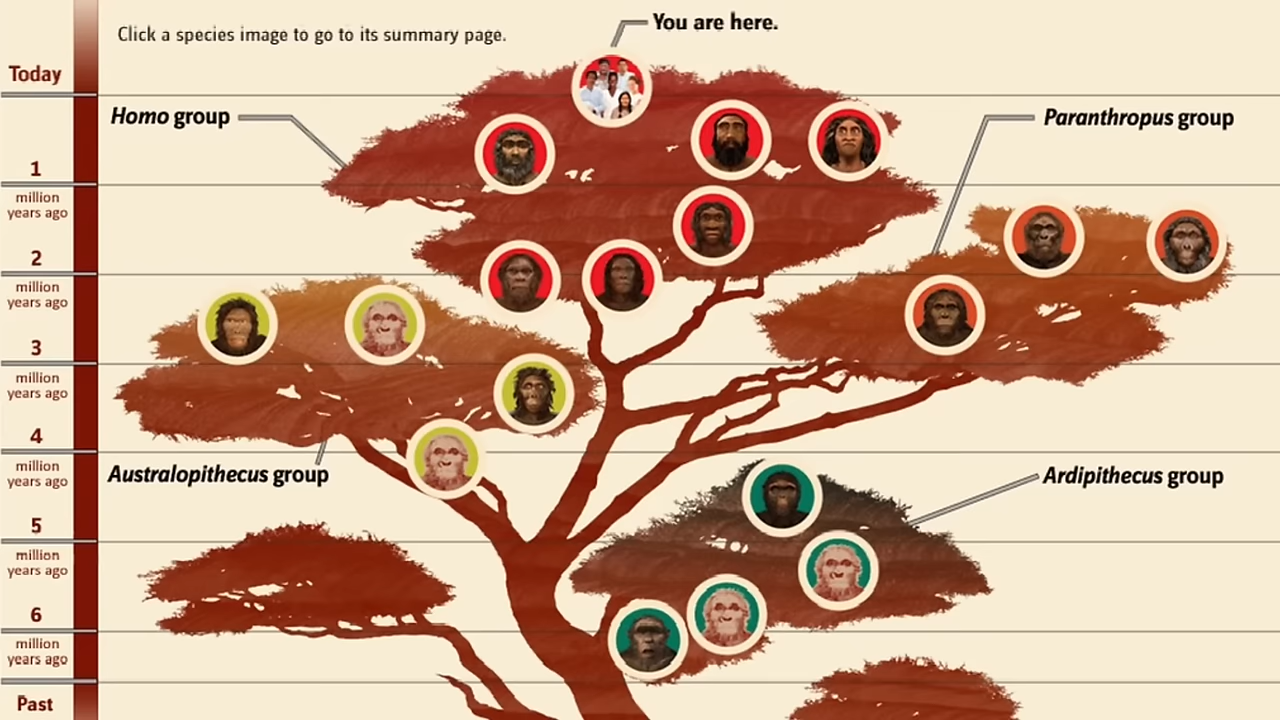 You are here.
Click a species image to go to its summary page.
Today
Homo group
Paranthropus group
1
million
years ago
2
million
years ago
3
million
years ago
4
million
years ago
Australopithecus group
Ardipithecus group
5
million
years ago
6
million
years ago
Past